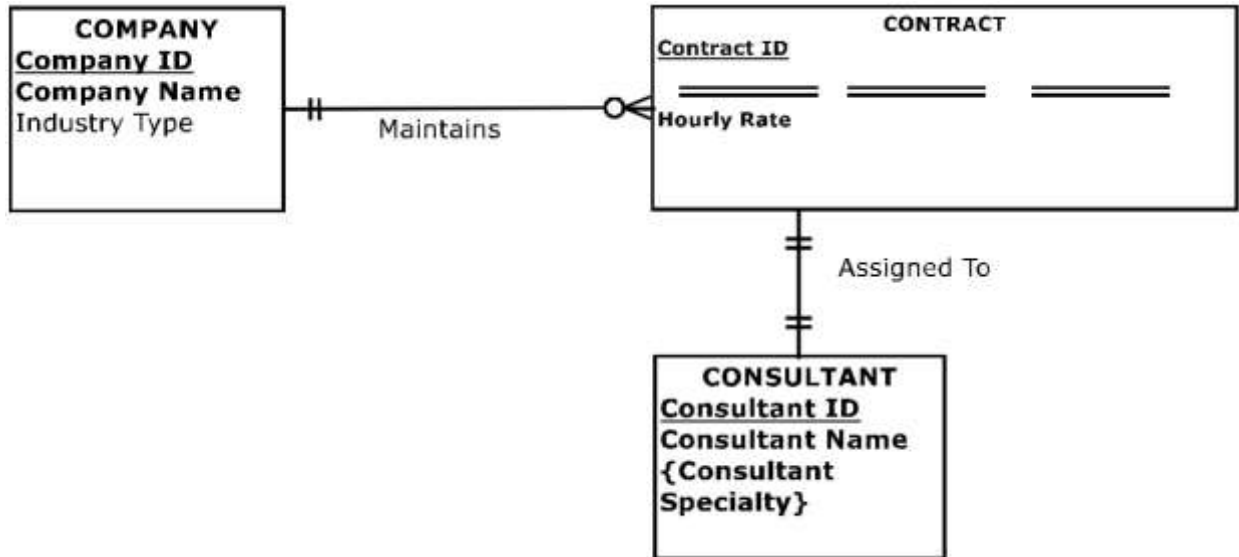 COMPANY
Company ID
Company Name
Industry Type
Maintains
CONTRACT
Contract ID
Hourly Rate
Assigned To
CONSULTANT
Consultant ID
Consultant Name
{Consultant
Specialty}